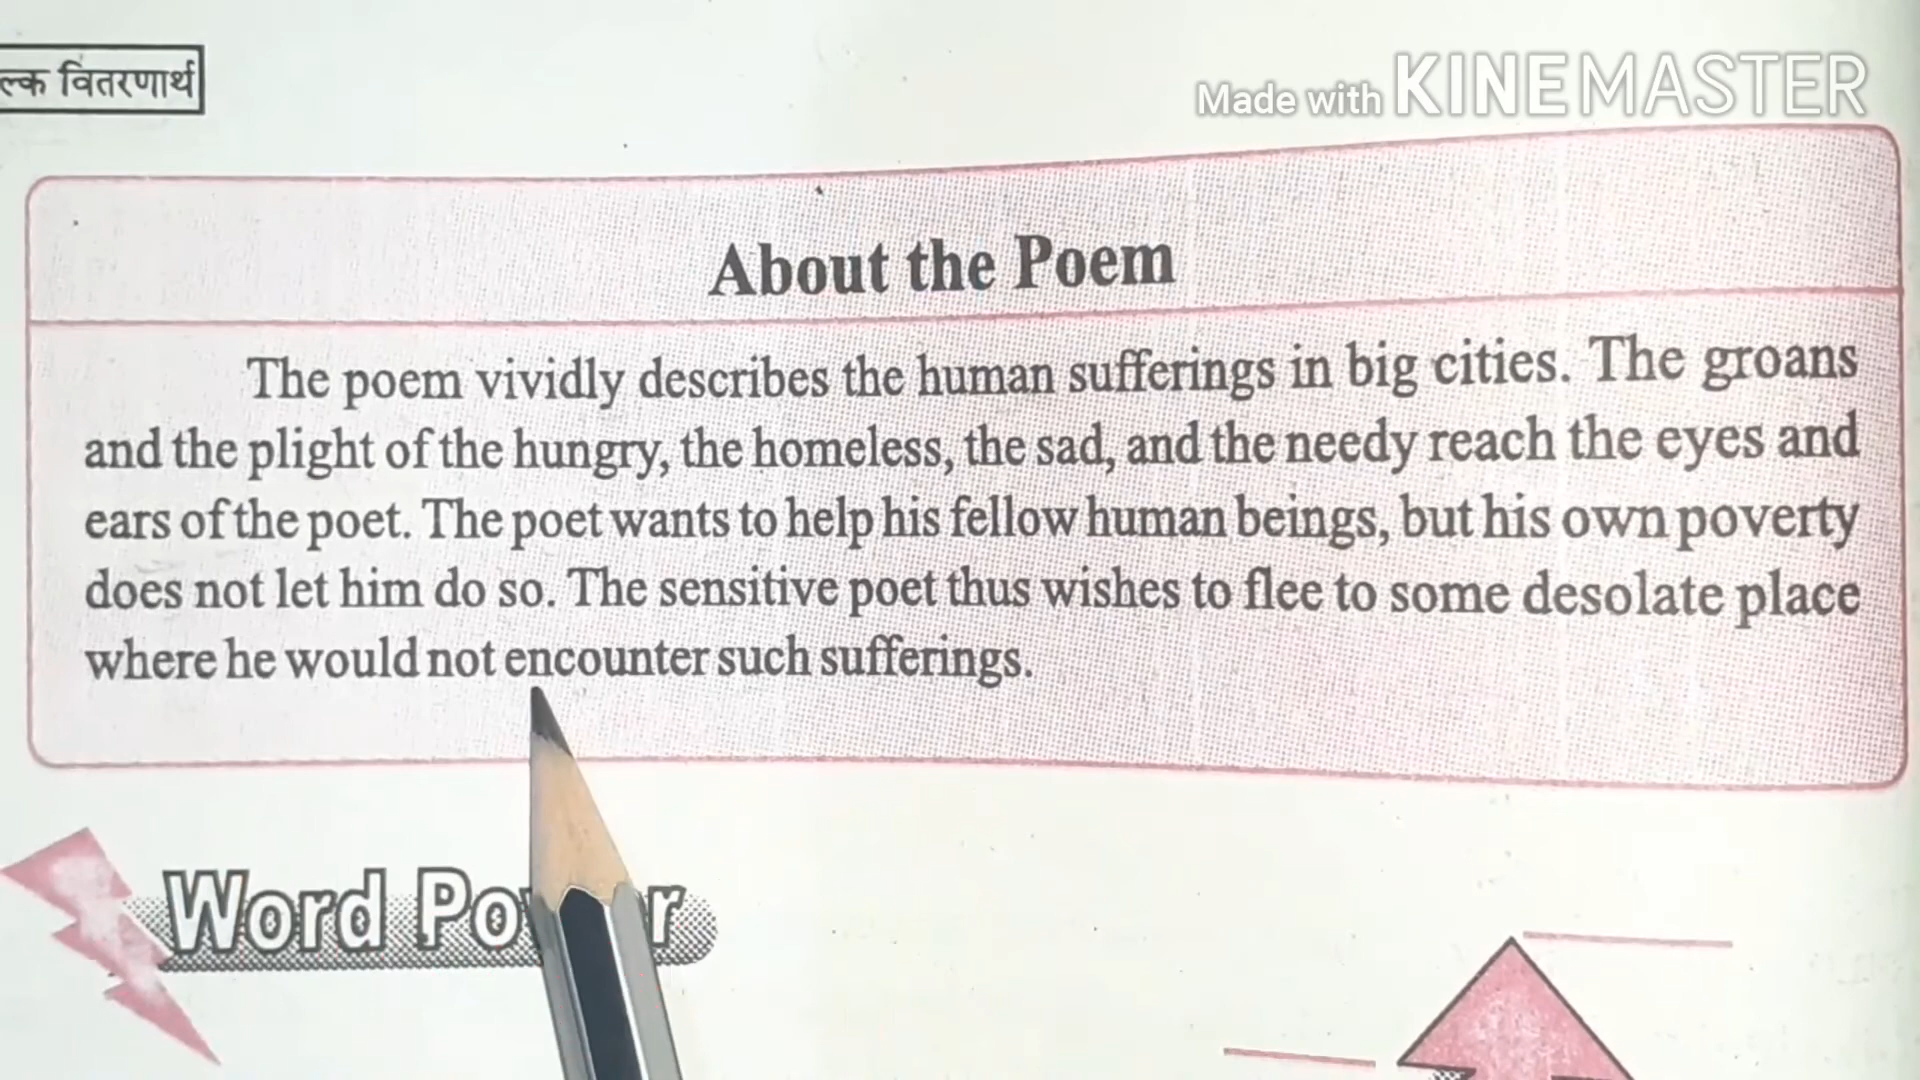 ल्क वितरणार्थ
Made with KINEMASTER
About the Poem
The poem vividly describes the human sufferings in big cities. The groans
and the plight of the hungry, the homeless, the sad, and the needy reach the eyes and
ears of the poet. The poet wants to help his fellow human beings, but his own poverty
does not let him do so. The sensitive poet thus wishes to flee to some desolate place
where he would not encounter such sufferings.
Word Power